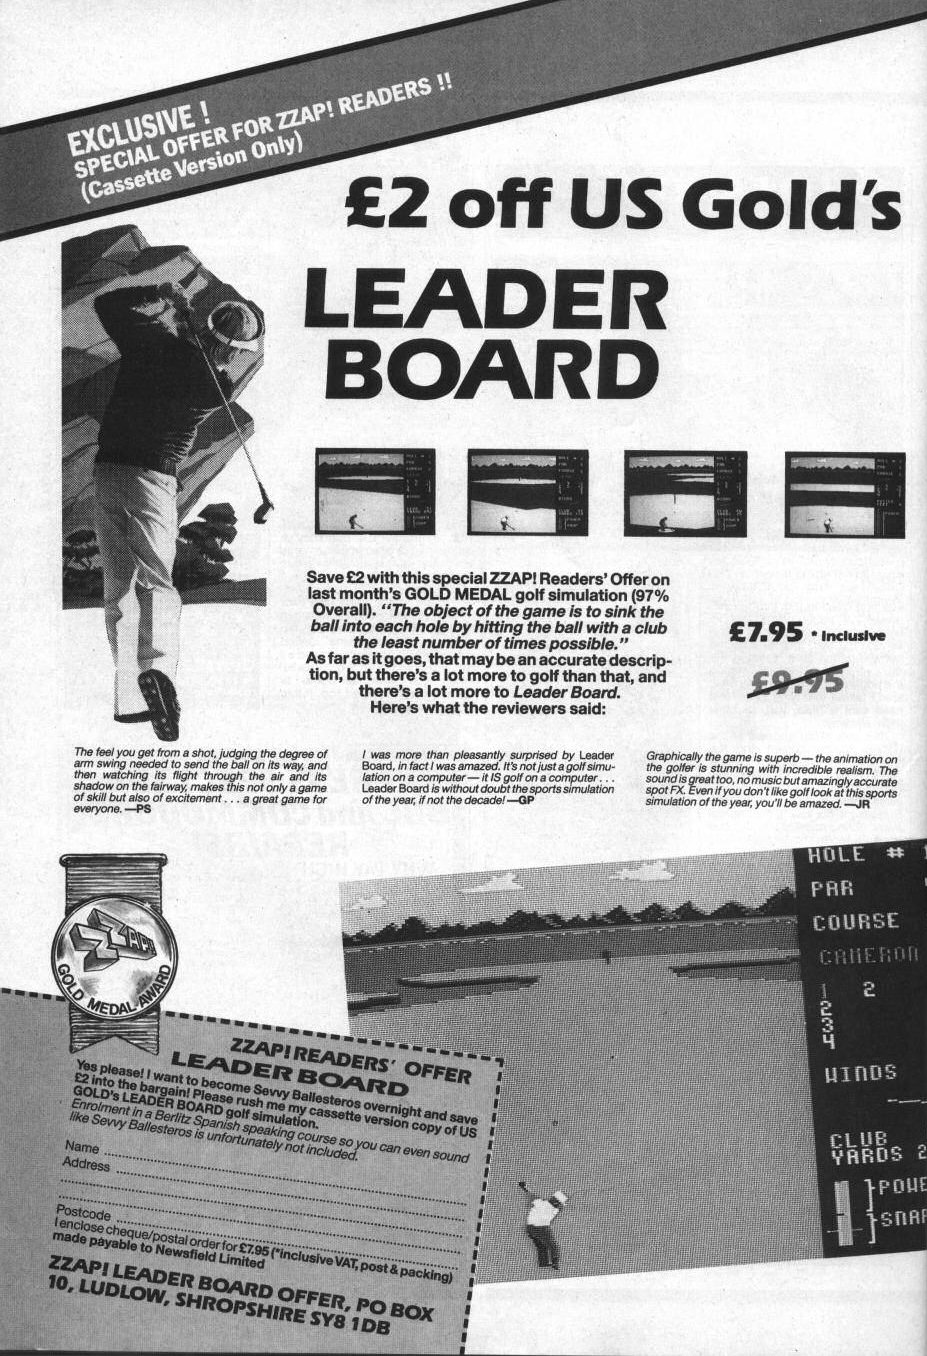 EXCLUSIVE !
SPECIAL OFFER FOR ZZAP! READERS !!
(Cassette Version Only)
£2 off US Gold's
LEADER
BOARD
Save £2 with this special ZZAP! Readers' Offer on
last month's GOLD MEDAL golf simulation (97%
Overall). "The object of the game is to sink the
ball into each hole by hitting the ball with a club
the least number of times possible."
As far as it goes, that may be an accurate descrip-
tion, but there's a lot more to golf than that, and
there's a lot more to Leader Board.
Here's what the reviewers said:
£7.95 * Inclusive
£9.95
The feel you get from a shot, judging the degree of
arm swing needed to send the ball on its way, and
then watching its flight through the air and its
shadow on the fairway, makes this not only a game
of skill but also of excitement . . . a great game for
everyone. —PS
I was more than pleasantly surprised by Leader
Board, in fact I was amazed. It's not just a golf simu-
lation on a computer — it IS golf on a computer . . .
Leader Board is without doubt the sports simulation
of the year, if not the decade! —GP
Graphically the game is superb — the animation on
the golfer is stunning with incredible realism. The
sound is great too, no music but amazingly accurate
spot FX. Even if you don't like golf look at this sports
simulation of the year, you'll be amazed. —JR
ZZAP!
GOLD MEDAL AWARD
HOLE # 1
PAR
COURSE
CAMERON
1 2
2
3
4
WINDS
CLUB
YARDS 2
POWE
SNAP
ZZAP! READERS' OFFER
LEADER BOARD
Yes please! I want to become Sevvy Ballesteros overnight and save
£2 into the bargain! Please rush me my cassette version copy of US
GOLD's LEADER BOARD golf simulation.
Enrolment in a Berlitz Spanish speaking course so you can even sound
like Sevvy Ballesteros is unfortunately not included.
Name
Address
Postcode
I enclose cheque/postal order for £7.95 (*inclusive VAT, post & packing)
made payable to Newsfield Limited
ZZAP! LEADER BOARD OFFER, PO BOX
10, LUDLOW, SHROPSHIRE SY8 1DB